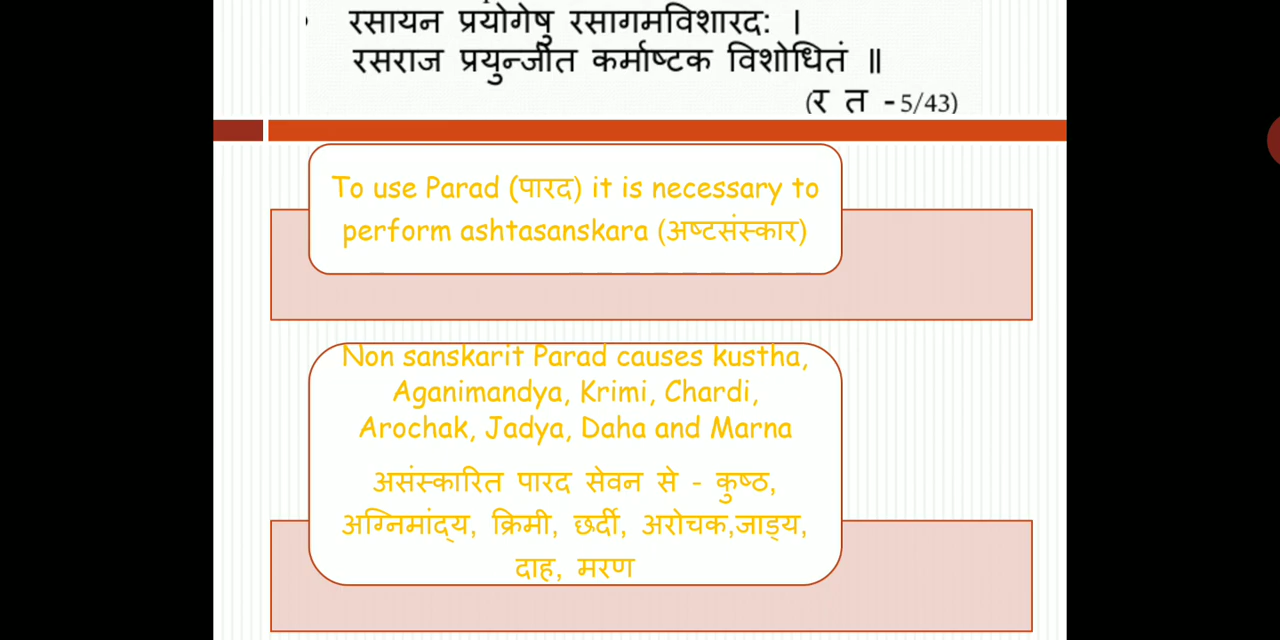 रसायन प्रयोगेषु रसागमविशारद: |
रसराज प्रयुन्जीत कर्माष्टक विशोधितं ॥
(र त -5/43)
To use Parad (पारद) it is necessary to
perform ashtasanskara (अष्टसंस्कार)
Non sanskarit Parad causes kustha,
Aganimandya, Krimi, Chardi,
Arochak, Jadya, Daha and Marna
असंस्कारित पारद सेवन से - कुष्ठ,
अग्निमांद्य, क्रिमी, छर्दी, अरोचक,जाड्य,
दाह, मरण